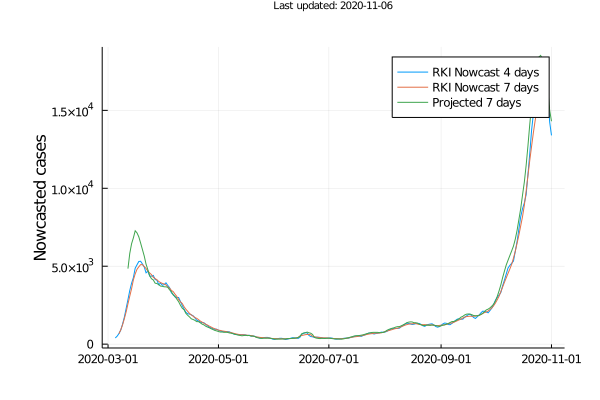 Last updated: 2020-11-06
RKI Nowcast 4 days
RKI Nowcast 7 days
Projected 7 days
Nowcasted cases
1.5×10⁴
1.0×10⁴
5.0×10³
0
2020-03-01 2020-05-01 2020-07-01 2020-09-01 2020-11-01